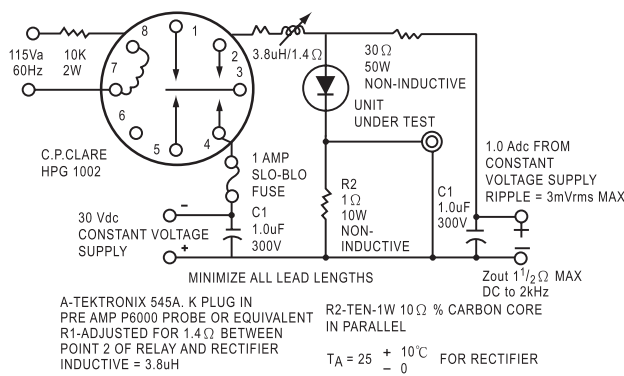 115Va
60Hz
10K
2W
8
1
2
7
3
6
5
4
C.P.CLARE
HPG 1002
3.8uH/1.4 Ω
30 Ω
50W
NON-INDUCTIVE
UNIT
UNDER TEST
1 AMP
SLO-BLO
FUSE
1.0 Adc FROM
CONSTANT
VOLTAGE SUPPLY
RIPPLE = 3mVrms MAX
30 Vdc
CONSTANT VOLTAGE
SUPPLY
−
+
C1
1.0uF
300V
R2
1 Ω
10W
NON-
INDUCTIVE
C1
1.0uF
300V
+
−
MINIMIZE ALL LEAD LENGTHS
Zout 1 1/2 Ω MAX
DC to 2kHz
A-TEKTRONIX 545A. K PLUG IN
PRE AMP P6000 PROBE OR EQUIVALENT
R1-ADJUSTED FOR 1.4 Ω BETWEEN
POINT 2 OF RELAY AND RECTIFIER
INDUCTIVE = 3.8uH
R2-TEN-1W 10 Ω % CARBON CORE
IN PARALLEL
TA = 25 + 10℃ − 0 FOR RECTIFIER